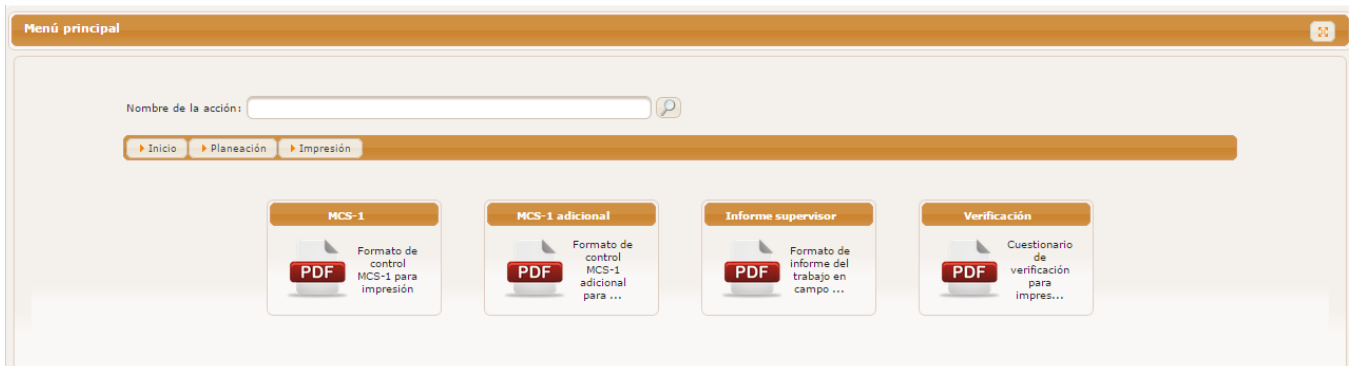 Menú principal
Nombre de la acción:
Inicio Planeación Impresión
MCS-1
PDF
Formato de
control
MCS-1 para
impresión
MCS-1 adicional
PDF
Formato de
control
MCS-1
adicional
para ...
Informe supervisor
PDF
Formato de
informe del
trabajo en
campo ...
Verificación
PDF
Cuestionario
de
verificación
para
impres...